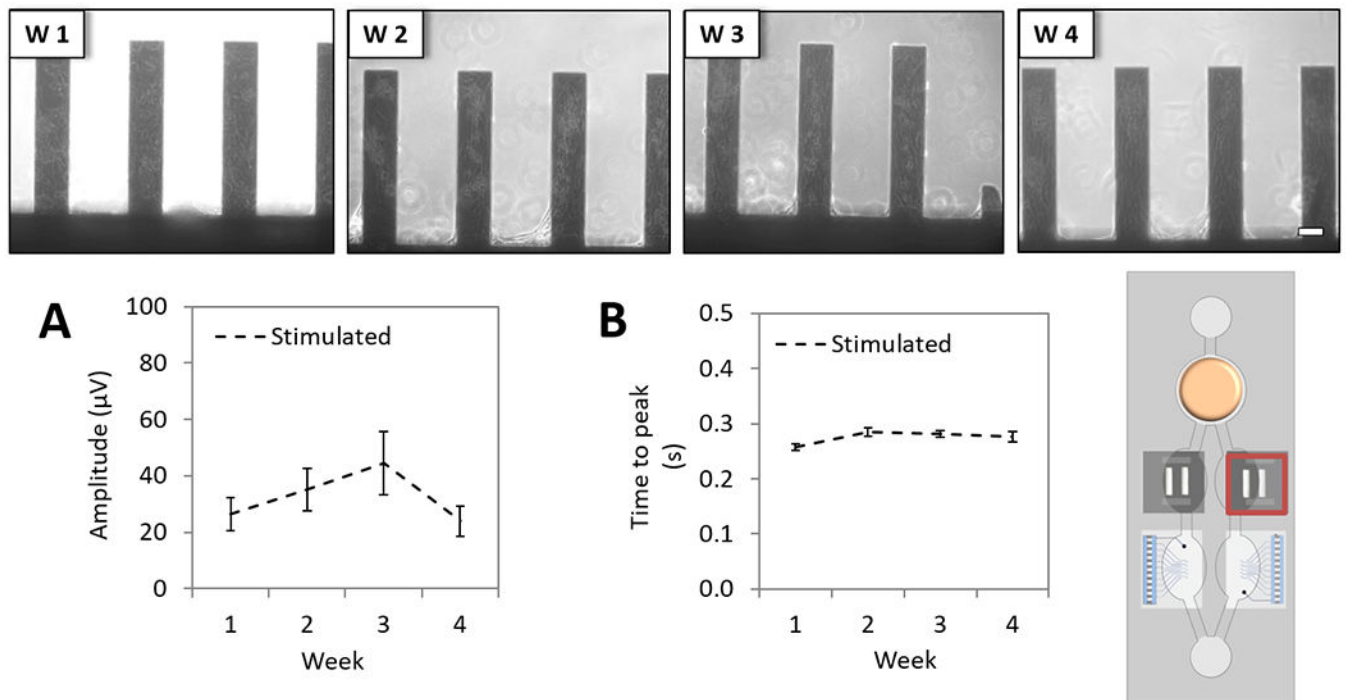 W 1
W 2
W 3
W 4
A
100
80
60
40
20
0
Amplitude (µV)
Stimulated
1 2 3 4
Week
B
0.5
0.4
0.3
0.2
0.1
0.0
Time to peak
(s)
Stimulated
1 2 3 4
Week